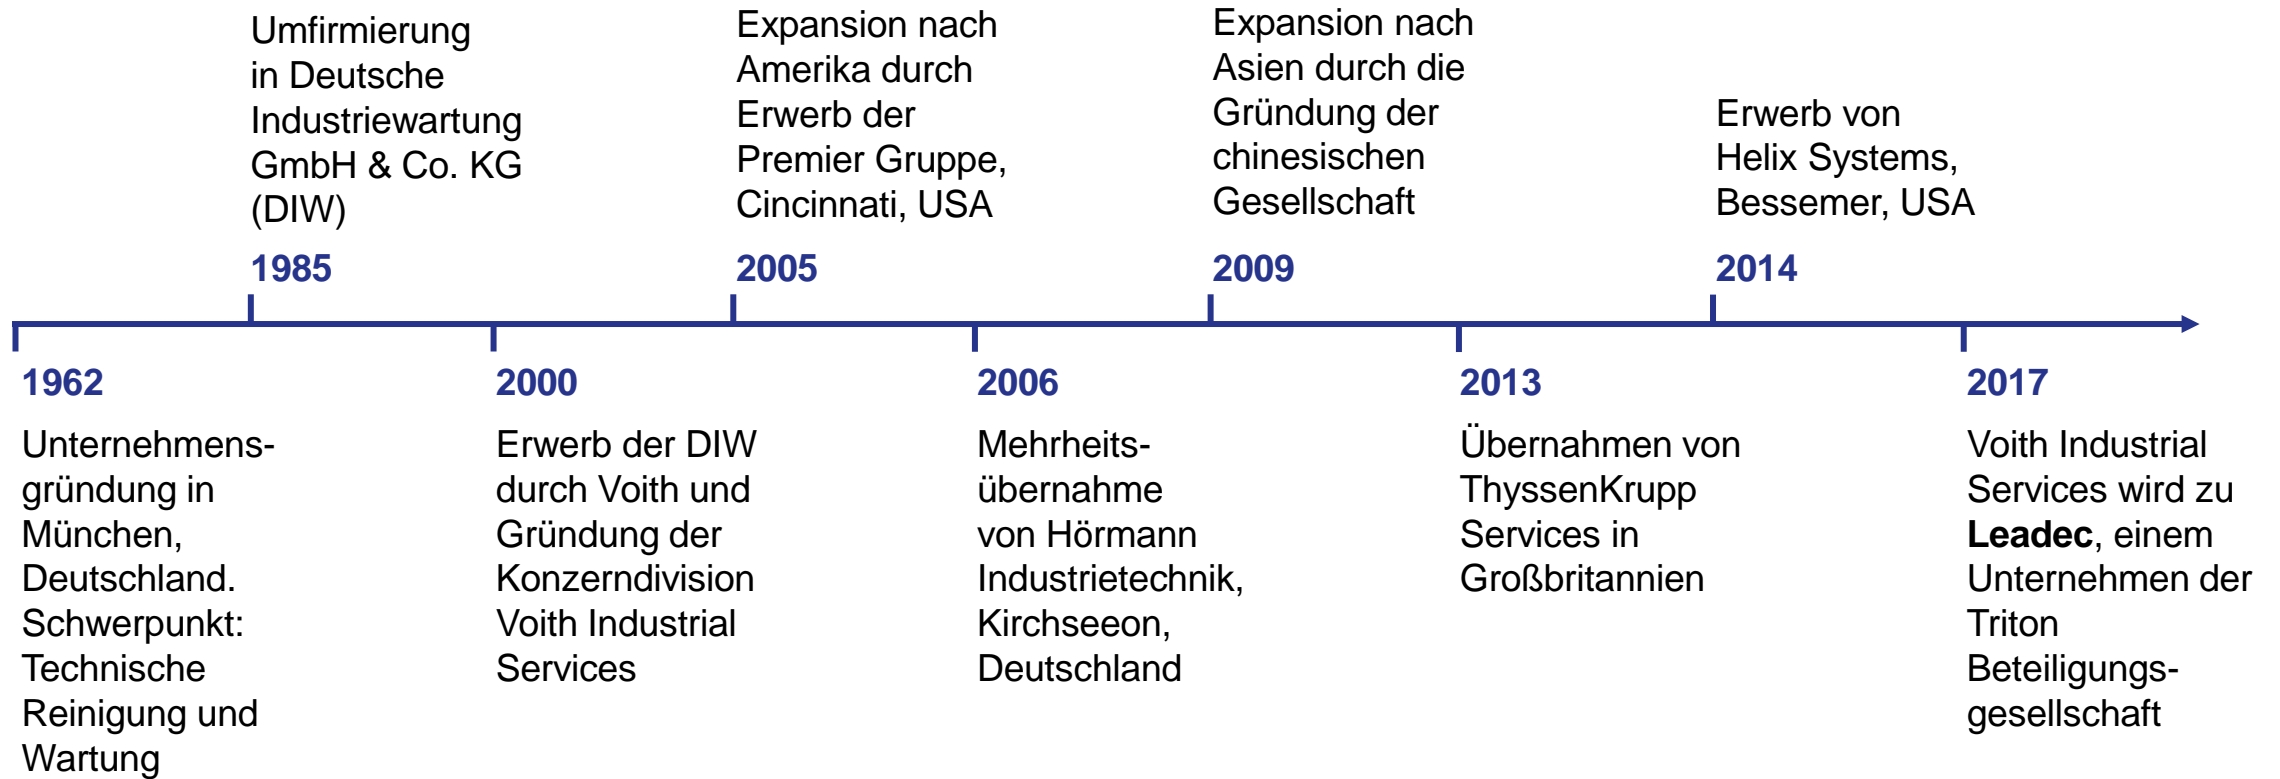 Umfirmierung
in Deutsche
Industriewartung
GmbH & Co. KG
(DIW)
1985
Expansion nach
Amerika durch
Erwerb der
Premier Gruppe,
Cincinnati, USA
2005
Expansion nach
Asien durch die
Gründung der
chinesischen
Gesellschaft
2009
Erwerb von
Helix Systems,
Bessemer, USA
2014
1962
Unternehmens-
gründung in
München,
Deutschland.
Schwerpunkt:
Technische
Reinigung und
Wartung
2000
Erwerb der DIW
durch Voith und
Gründung der
Konzerndivision
Voith Industrial
Services
2006
Mehrheits-
übernahme
von Hörmann
Industrietechnik,
Kirchseeon,
Deutschland
2013
Übernahmen von
ThyssenKrupp
Services in
Großbritannien
2017
Voith Industrial
Services wird zu
Leadec, einem
Unternehmen der
Triton
Beteiligungs-
gesellschaft